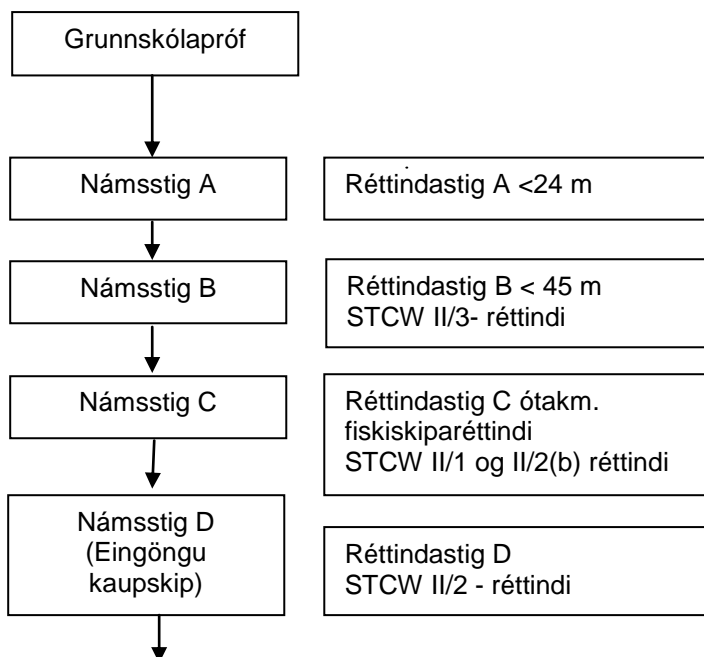 Grunnskólapróf
Námsstig A
Réttindastig A <24 m
Námsstig B
Réttindastig B < 45 m
STCW II/3- réttindi
Námsstig C
Réttindastig C ótakm.
fiskiskiparéttindi
STCW II/1 og II/2(b) réttindi
Námsstig D
(Eingöngu
kaupskip)
Réttindastig D
STCW II/2 - réttindi